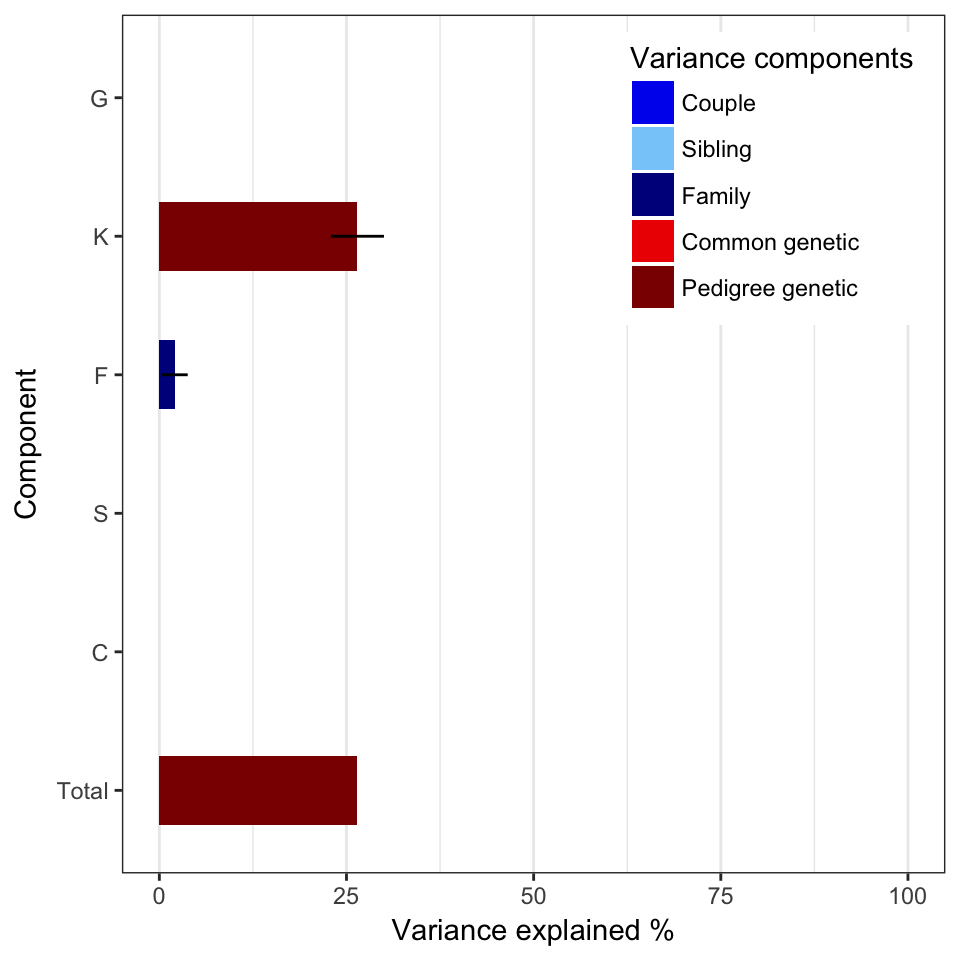 Variance components
Couple
Sibling
Family
Common genetic
Pedigree genetic
G
K
F
S
C
Total
Component
0 25 50 75 100
Variance explained %